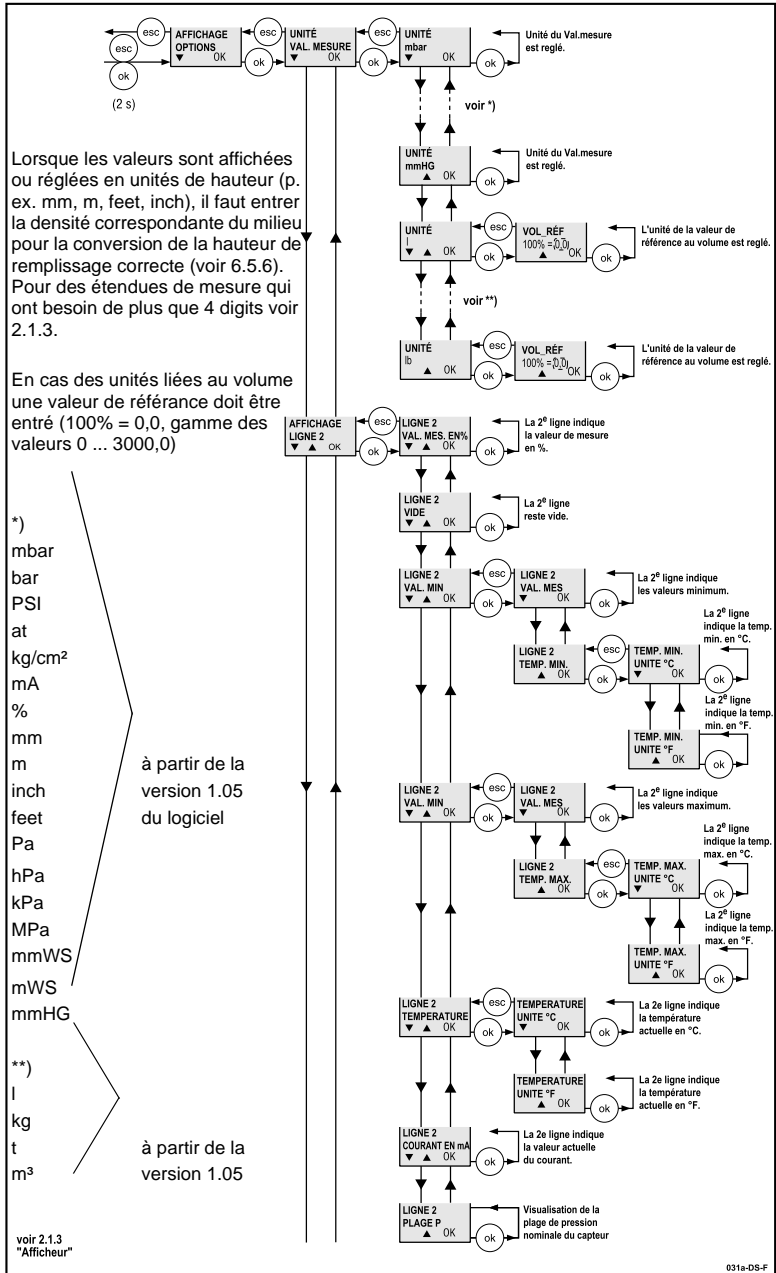 esc
ok
(2 s)
AFFICHAGE
OPTIONS
▼ OK
esc
ok
UNITÉ
VAL. MESURE
▼ OK
esc
ok
UNITÉ
mbar
▼ OK
ok
Unité du Val.mesure
est reglé.
voir *)
UNITÉ
mmHG
▲ OK
ok
Unité du Val.mesure
est reglé.
Lorsque les valeurs sont affichées
ou réglées en unités de hauteur (p.
ex. mm, m, feet, inch), il faut entrer
la densité correspondante du milieu
pour la conversion de la hauteur de
remplissage correcte (voir 6.5.6).
Pour des étendues de mesure qui
ont besoin de plus que 4 digits voir
2.1.3.
UNITÉ
l
▼ ▲ OK
esc
ok
VOL_RÉF
100% = 0,0
▲ OK
ok
L'unité de la valeur de
référence au volume est reglé.
voir **)
UNITÉ
lb
▲ OK
esc
ok
VOL_RÉF
100% = 0,0
▲ OK
ok
L'unité de la valeur de
référence au volume est reglé.
En cas des unités liées au volume
une valeur de référance doit être
entré (100% = 0,0, gamme des
valeurs 0 ... 3000,0)
AFFICHAGE
LIGNE 2
▼ ▲ OK
esc
ok
LIGNE 2
VAL. MES. EN%
▼ ▲ OK
ok
La 2e ligne indique
la valeur de mesure
en %.
LIGNE 2
VIDE
▼ ▲ OK
ok
La 2e ligne
reste vide.
LIGNE 2
VAL. MIN
▼ ▲ OK
esc
ok
LIGNE 2
VAL. MES
▼ OK
ok
La 2e ligne indique
les valeurs minimum.
LIGNE 2
TEMP. MIN.
▲ OK
esc
ok
TEMP. MIN.
UNITE °C
▼ OK
ok
La 2e ligne
indique la temp.
min. en °C.
TEMP. MIN.
UNITE °F
▲ OK
ok
La 2e ligne
indique la temp.
min. en °F.
LIGNE 2
VAL. MIN
▼ ▲ OK
esc
ok
LIGNE 2
VAL. MES
▼ OK
ok
La 2e ligne indique
les valeurs maximum.
LIGNE 2
TEMP. MAX.
▲ OK
esc
ok
TEMP. MAX.
UNITE °C
▼ OK
ok
La 2e ligne
indique la temp.
max. en °C.
TEMP. MAX.
UNITE °F
▲ OK
ok
La 2e ligne
indique la temp.
max. en °F.
LIGNE 2
TEMPERATURE
▼ ▲ OK
esc
ok
TEMPERATURE
UNITE °C
▼ OK
ok
La 2e ligne indique
la température
actuelle en °C.
TEMPERATURE
UNITE °F
▲ OK
ok
La 2e ligne indique
la température
actuelle en °F.
LIGNE 2
COURANT EN mA
▼ ▲ OK
ok
La 2e ligne indique
la valeur actuelle
du courant.
LIGNE 2
PLAGE P
▲ OK
ok
Visualisation de la
plage de pression
nominale du capteur
*)
mbar
bar
PSI
at
kg/cm²
mA
%
mm
m
inch
feet
Pa
hPa
kPa
MPa
mmWS
mWS
mmHG
à partir de la
version 1.05
du logiciel
**)
l
kg
t
m³
à partir de la
version 1.05
voir 2.1.3
"Afficheur"
031a-DS-F